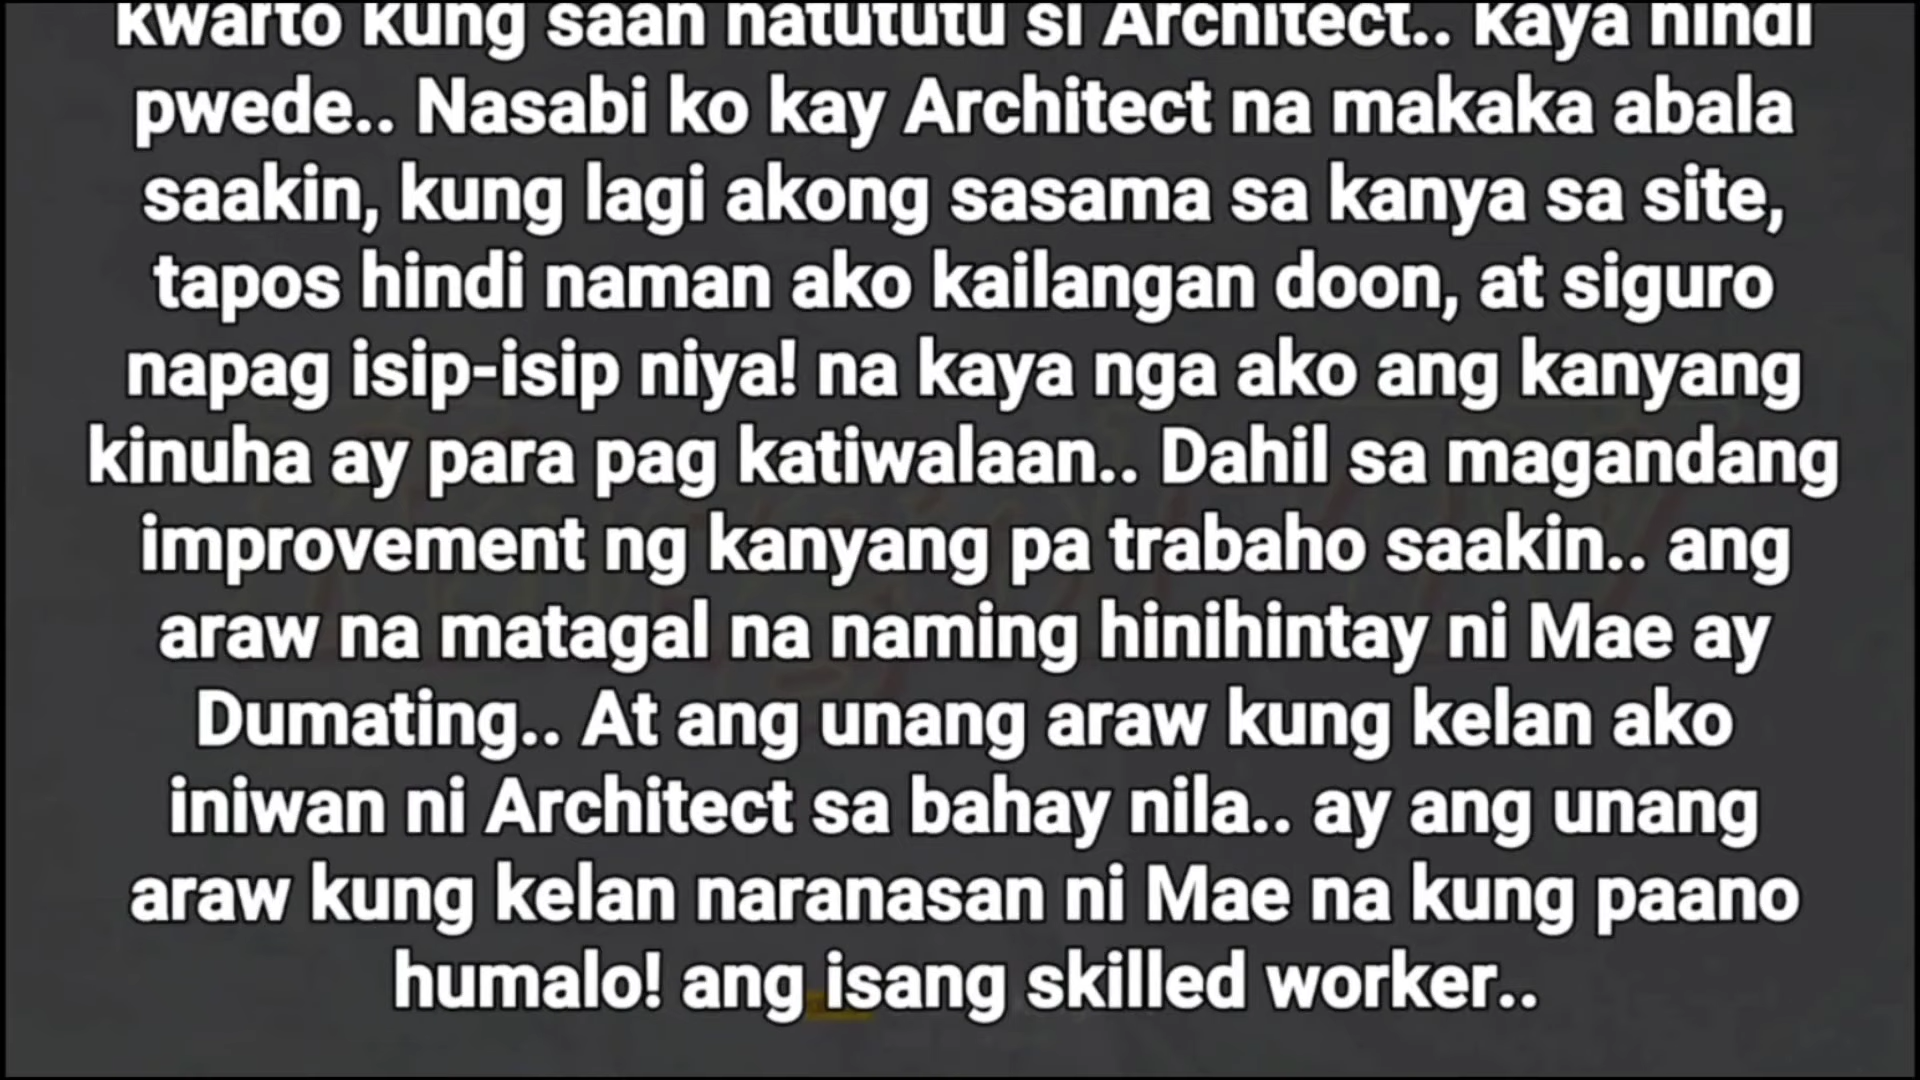 kwarto kung saan natututu si Architect.. kaya hindi
pwede.. Nasabi ko kay Architect na makaka abala
saakin, kung lagi akong sasama sa kanya sa site,
tapos hindi naman ako kailangan doon, at siguro
napag isip-isip niya! na kaya nga ako ang kanyang
kinuha ay para pag katiwalaan.. Dahil sa magandang
improvement ng kanyang pa trabaho saakin.. ang
araw na matagal na naming hinihintay ni Mae ay
Dumating.. At ang unang araw kung kelan ako
iniwan ni Architect sa bahay nila.. ay ang unang
araw kung kelan naranasan ni Mae na kung paano
humalo! ang isang skilled worker..